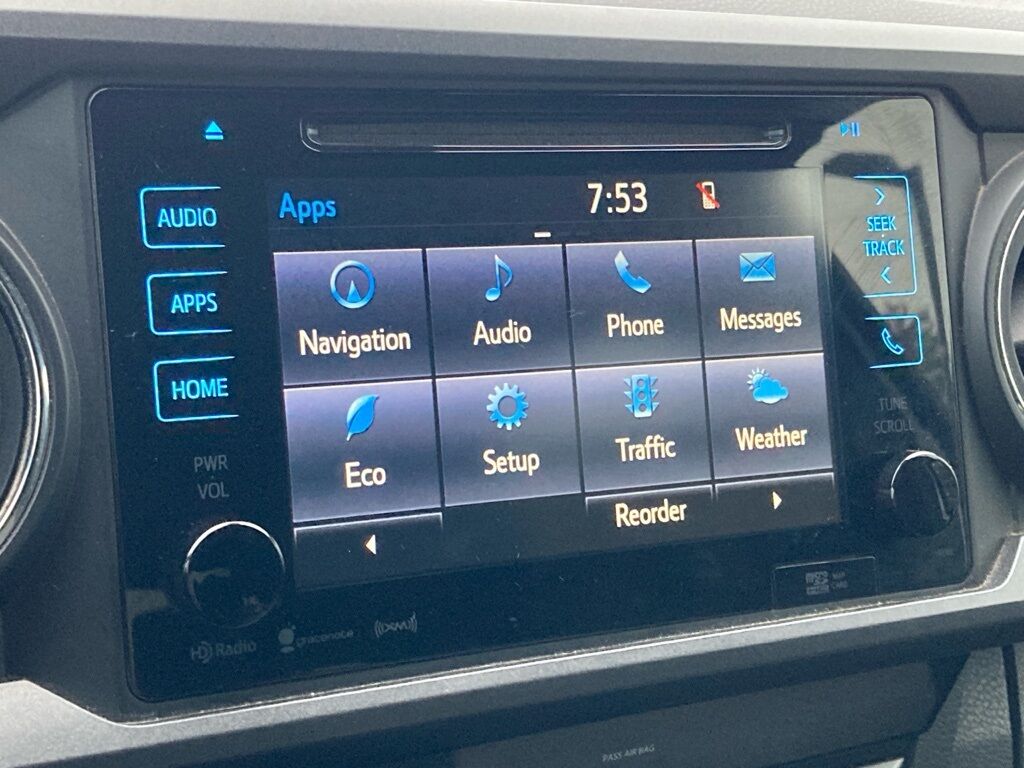 AUDIO
APPS
HOME
PWR
VOL
Apps
7:53
Navigation
Audio
Phone
Messages
Eco
Setup
Traffic
Weather
Reorder
SEEK
TRACK
TUNE
SCROLL
HD Radio
gracenote
((XM))
PASS AIR BAG